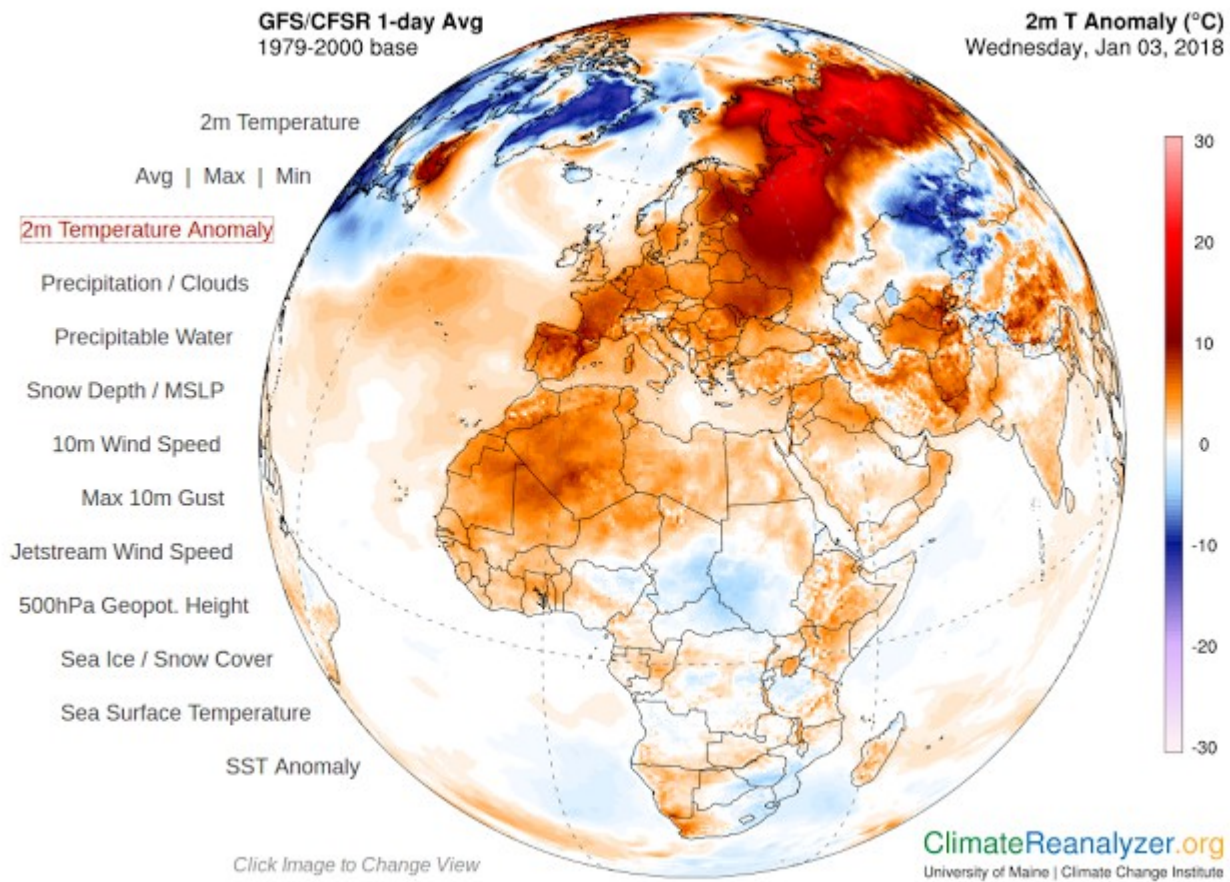 GFS/CFSR 1-day Avg
1979-2000 base
2m T Anomaly (°C)
Wednesday, Jan 03, 2018
2m Temperature
Avg | Max | Min
2m Temperature Anomaly
Precipitation / Clouds
Precipitable Water
Snow Depth / MSLP
10m Wind Speed
Max 10m Gust
Jetstream Wind Speed
500hPa Geopot. Height
Sea Ice / Snow Cover
Sea Surface Temperature
SST Anomaly
30
20
10
0
-10
-20
-30
Click Image to Change View
ClimateReanalyzer.org
University of Maine | Climate Change Institute